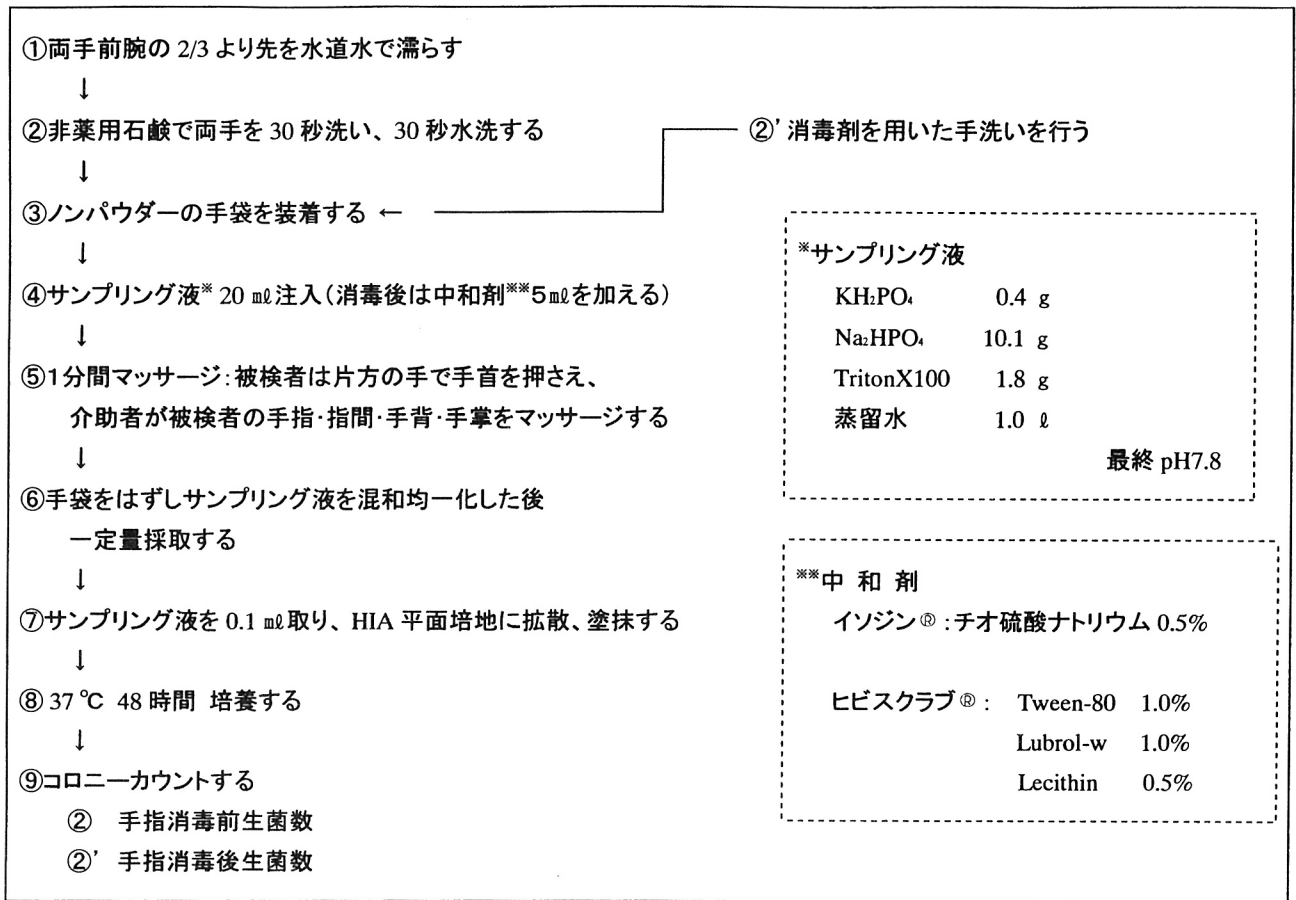 ①両手前腕の 2/3 より先を水道水で濡らす
↓
②非薬用石鹸で両手を 30 秒洗い、30 秒水洗する
②’消毒剤を用いた手洗いを行う
↓
③ノンパウダーの手袋を装着する ←
↓
④サンプリング液※ 20 ㎖注入(消毒後は中和剤※※5㎖を加える)
↓
⑤1分間マッサージ:被検者は片方の手で手首を押さえ、
介助者が被検者の手指・指間・手背・手掌をマッサージする
↓
⑥手袋をはずしサンプリング液を混和均一化した後
一定量採取する
↓
⑦サンプリング液を 0.1 ㎖取り、HIA 平面培地に拡散、塗抹する
↓
⑧ 37 ℃ 48 時間 培養する
↓
⑨コロニーカウントする
② 手指消毒前生菌数
②’ 手指消毒後生菌数
※サンプリング液
KH₂PO₄ 0.4 g
Na₂HPO₄ 10.1 g
TritonX100 1.8 g
蒸留水 1.0 ℓ
最終 pH7.8
※※中 和 剤
イソジン®:チオ硫酸ナトリウム 0.5%
ヒビスクラブ®: Tween-80 1.0%
Lubrol-w 1.0%
Lecithin 0.5%